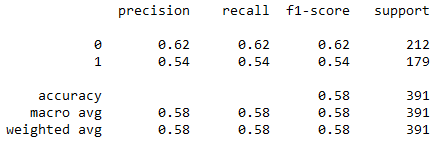 precision recall f1-score support
0 0.62 0.62 0.62 212
1 0.54 0.54 0.54 179
accuracy 0.58 391
macro avg 0.58 0.58 0.58 391
weighted avg 0.58 0.58 0.58 391